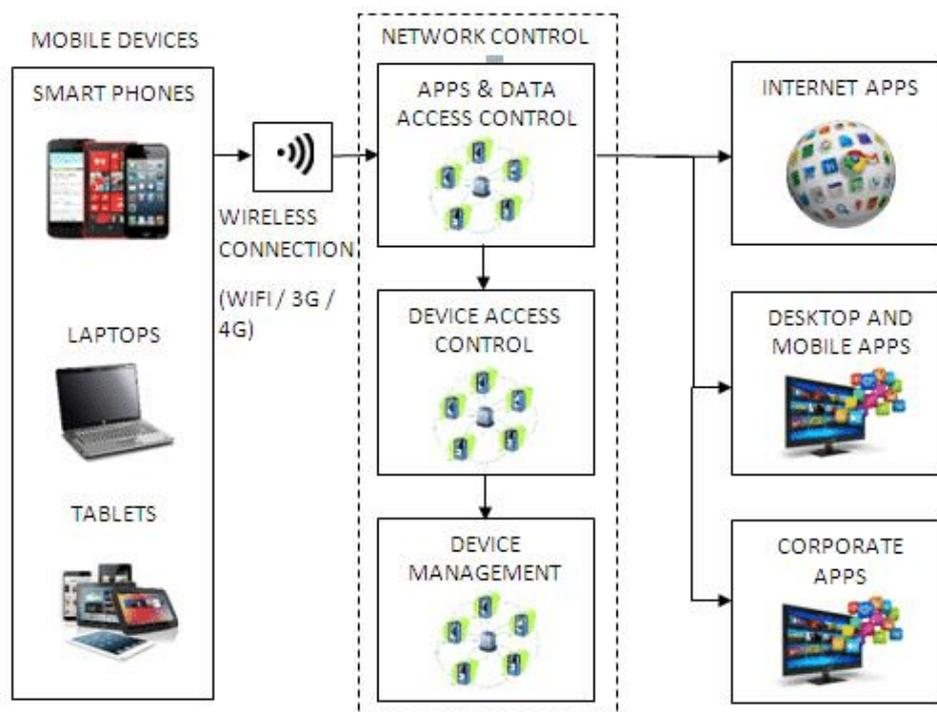 MOBILE DEVICES
SMART PHONES
LAPTOPS
TABLETS
WIRELESS
CONNECTION
(WIFI / 3G /
4G)
NETWORK CONTROL
APPS & DATA
ACCESS CONTROL
DEVICE ACCESS
CONTROL
DEVICE
MANAGEMENT
INTERNET APPS
DESKTOP AND
MOBILE APPS
CORPORATE
APPS